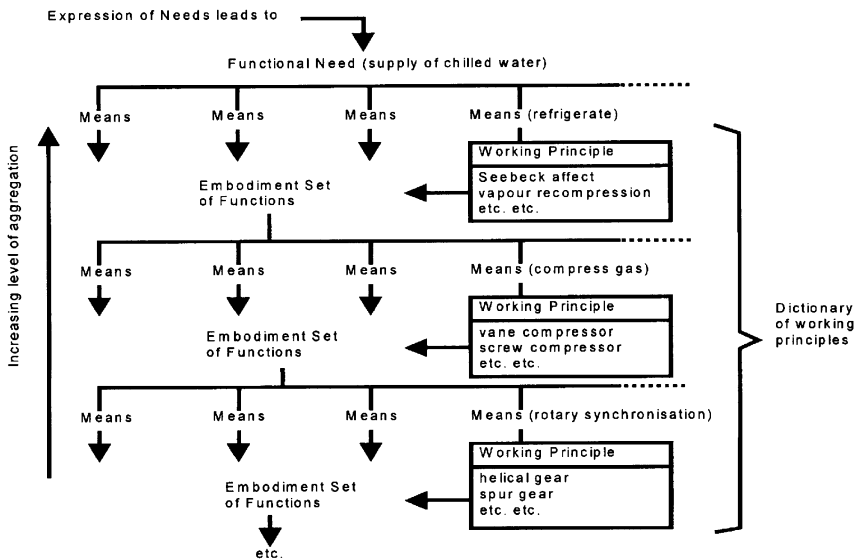 Expression of Needs leads to
Functional Need (supply of chilled water)
Means
Means
Means
Means (refrigerate)
Working Principle
Seebeck affect
vapour recompression
etc. etc.
Embodiment Set
of Functions
Means
Means
Means
Means (compress gas)
Working Principle
vane compressor
screw compressor
etc. etc.
Embodiment Set
of Functions
Means
Means
Means
Means (rotary synchronisation)
Working Principle
helical gear
spur gear
etc. etc.
Embodiment Set
of Functions
etc.
Increasing level of aggregation
Dictionary
of working
principles